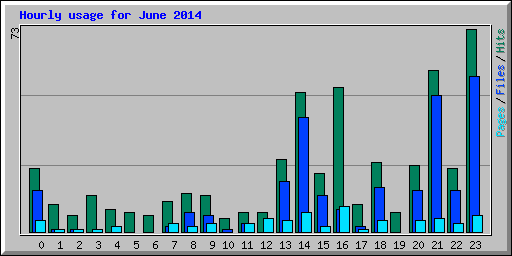 Hourly usage for June 2014
73
Pages/Files/Hits
0 1 2 3 4 5 6 7 8 9 10 11 12 13 14 15 16 17 18 19 20 21 22 23